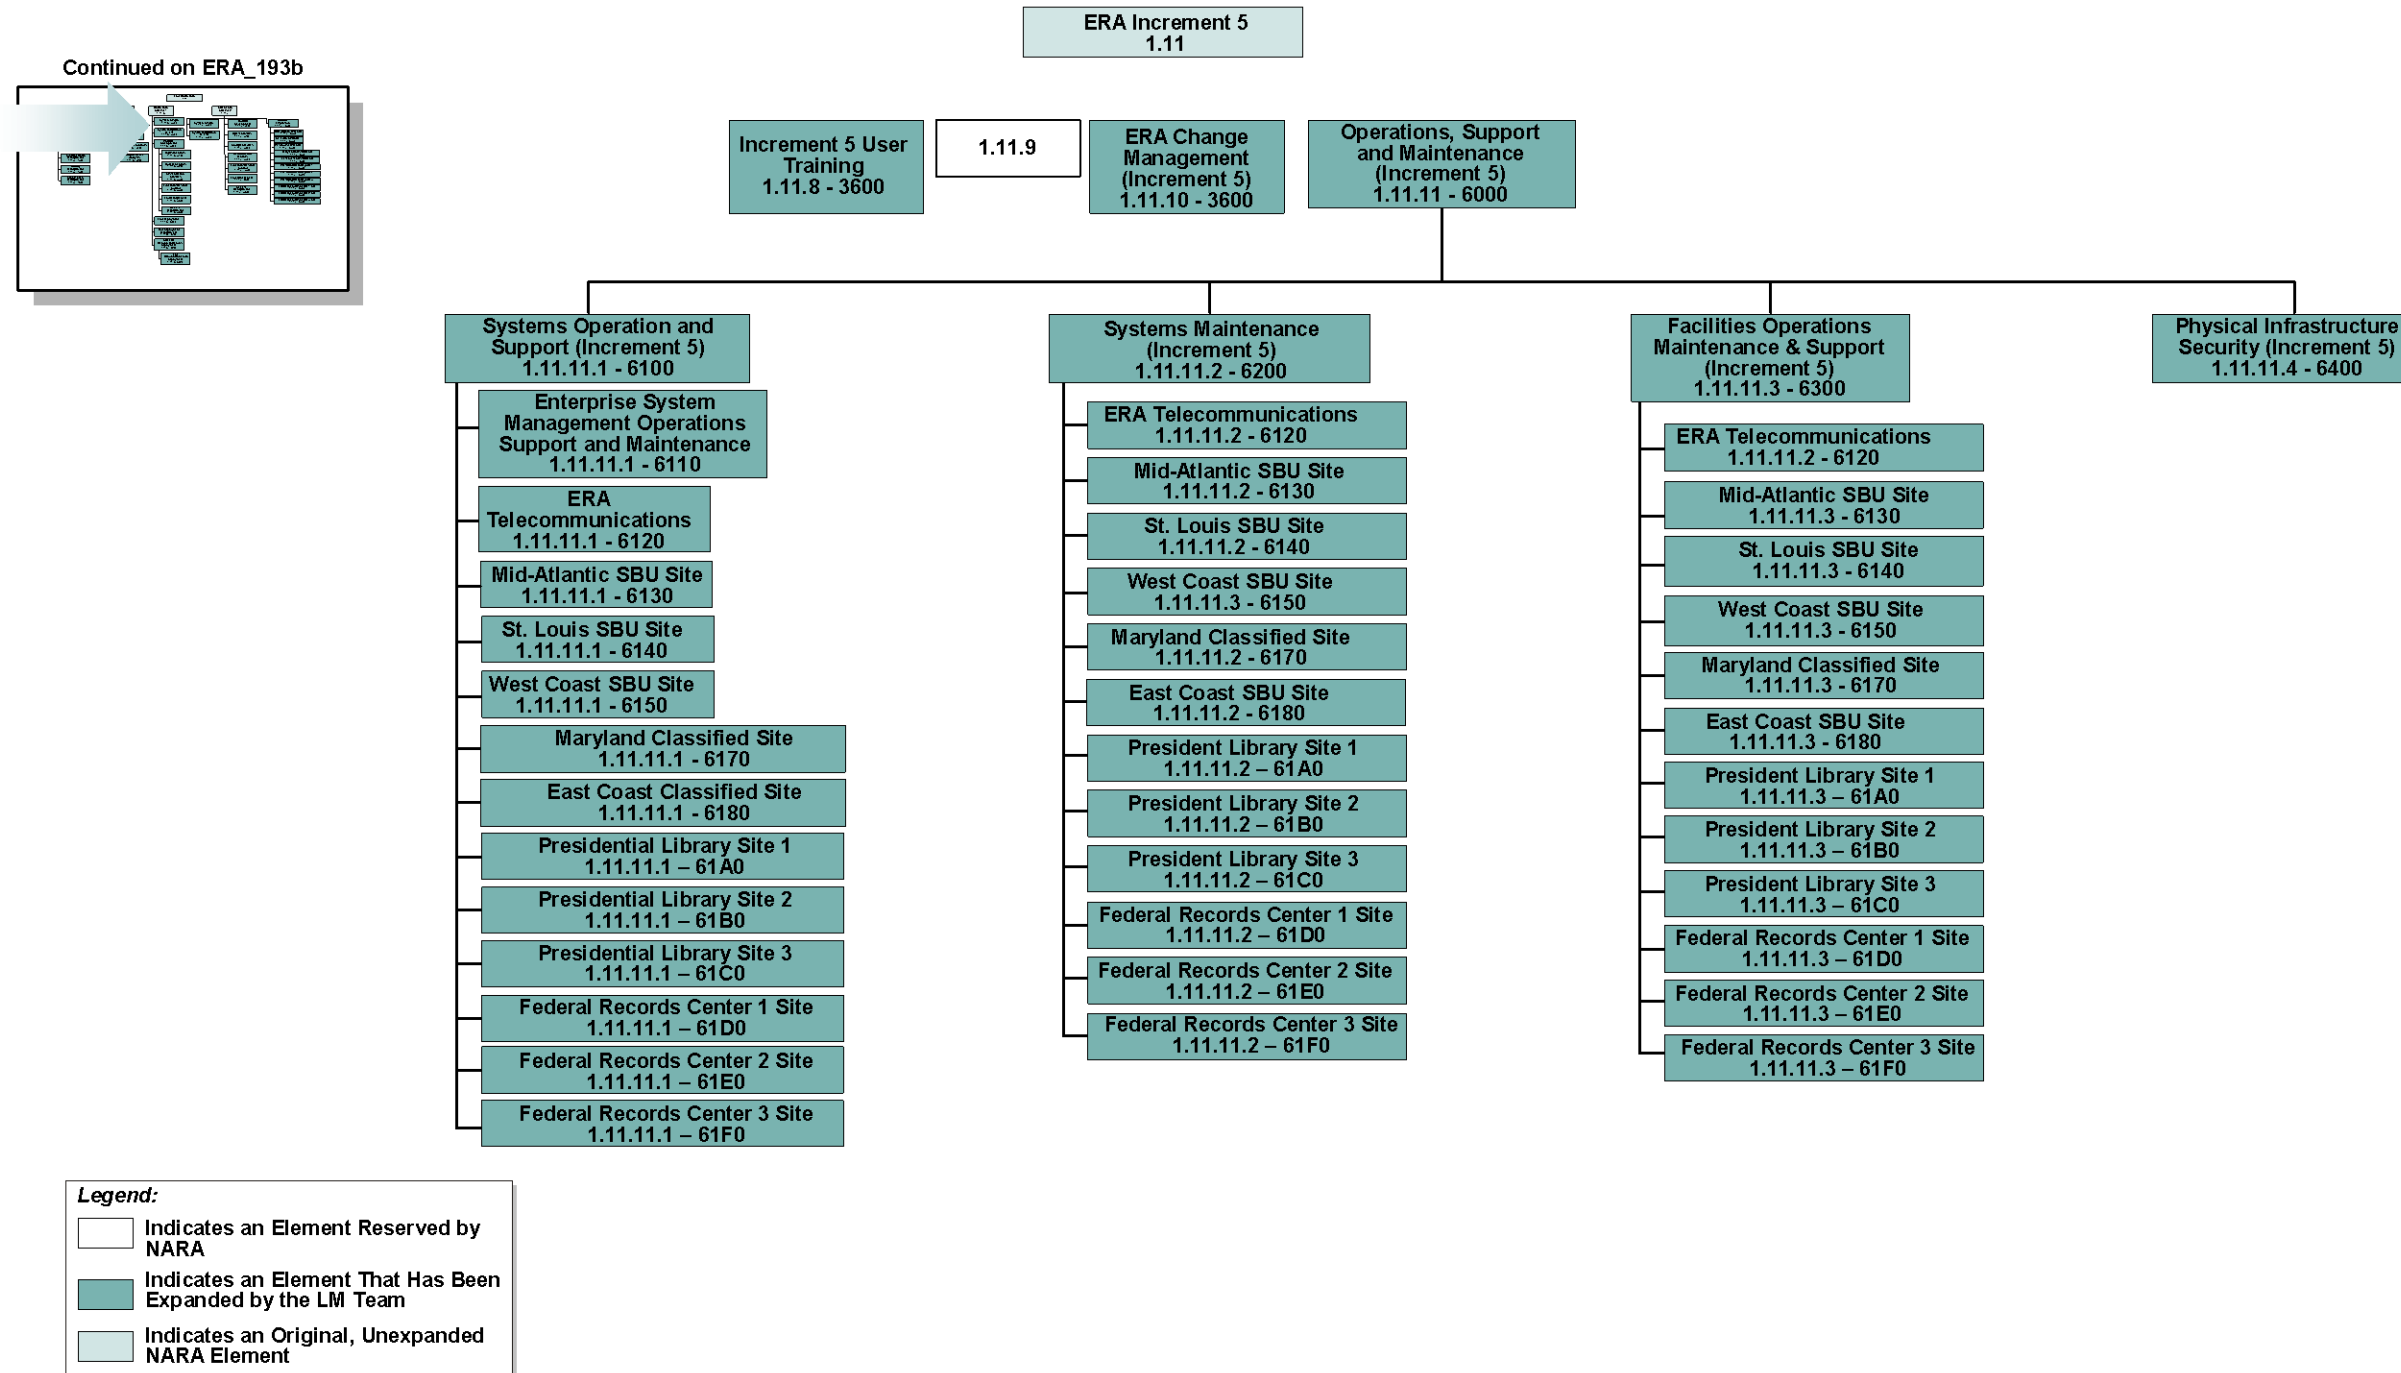 ERA Increment 5
1.11
Continued on ERA_193b
Increment 5 User
Training
1.11.8 - 3600
1.11.9
ERA Change
Management
(Increment 5)
1.11.10 - 3600
Operations, Support
and Maintenance
(Increment 5)
1.11.11 - 6000
Systems Operation and
Support (Increment 5)
1.11.11.1 - 6100
Enterprise System
Management Operations
Support and Maintenance
1.11.11.1 - 6110
ERA
Telecommunications
1.11.11.1 - 6120
Mid-Atlantic SBU Site
1.11.11.1 - 6130
St. Louis SBU Site
1.11.11.1 - 6140
West Coast SBU Site
1.11.11.1 - 6150
Maryland Classified Site
1.11.11.1 - 6170
East Coast Classified Site
1.11.11.1 - 6180
Presidential Library Site 1
1.11.11.1 – 61A0
Presidential Library Site 2
1.11.11.1 – 61B0
Presidential Library Site 3
1.11.11.1 – 61C0
Federal Records Center 1 Site
1.11.11.1 – 61D0
Federal Records Center 2 Site
1.11.11.1 – 61E0
Federal Records Center 3 Site
1.11.11.1 – 61F0
Systems Maintenance
(Increment 5)
1.11.11.2 - 6200
ERA Telecommunications
1.11.11.2 - 6120
Mid-Atlantic SBU Site
1.11.11.2 - 6130
St. Louis SBU Site
1.11.11.2 - 6140
West Coast SBU Site
1.11.11.3 - 6150
Maryland Classified Site
1.11.11.2 - 6170
East Coast SBU Site
1.11.11.2 - 6180
President Library Site 1
1.11.11.2 – 61A0
President Library Site 2
1.11.11.2 – 61B0
President Library Site 3
1.11.11.2 – 61C0
Federal Records Center 1 Site
1.11.11.2 – 61D0
Federal Records Center 2 Site
1.11.11.2 – 61E0
Federal Records Center 3 Site
1.11.11.2 – 61F0
Facilities Operations
Maintenance & Support
(Increment 5)
1.11.11.3 - 6300
ERA Telecommunications
1.11.11.2 - 6120
Mid-Atlantic SBU Site
1.11.11.3 - 6130
St. Louis SBU Site
1.11.11.3 - 6140
West Coast SBU Site
1.11.11.3 - 6150
Maryland Classified Site
1.11.11.3 - 6170
East Coast SBU Site
1.11.11.3 - 6180
President Library Site 1
1.11.11.3 – 61A0
President Library Site 2
1.11.11.3 – 61B0
President Library Site 3
1.11.11.3 – 61C0
Federal Records Center 1 Site
1.11.11.3 – 61D0
Federal Records Center 2 Site
1.11.11.3 – 61E0
Federal Records Center 3 Site
1.11.11.3 – 61F0
Physical Infrastructure
Security (Increment 5)
1.11.11.4 - 6400
Legend:
Indicates an Element Reserved by
NARA
Indicates an Element That Has Been
Expanded by the LM Team
Indicates an Original, Unexpanded
NARA Element